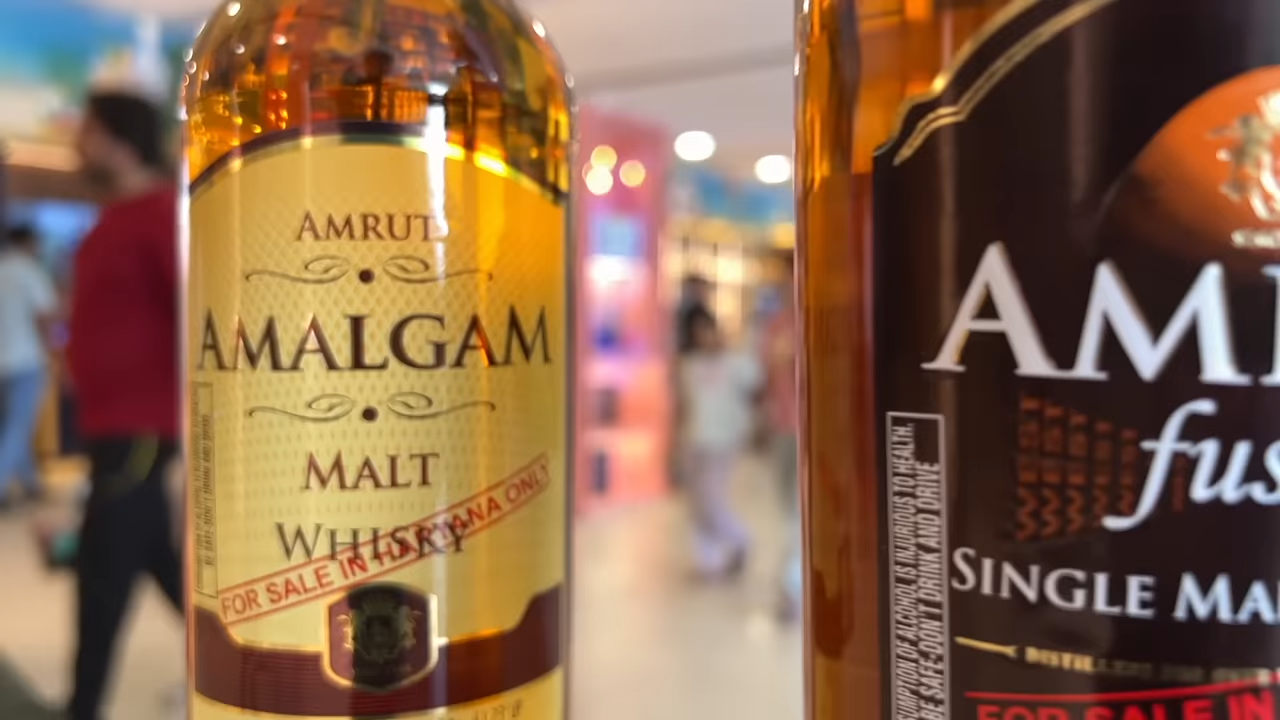 AMRUT
AMALGAM
MALT
WHISKY
FOR SALE IN HARYANA ONLY
AM
fus
SINGLE MA
SUMPTION OF ALCOHOL IS INJURIOUS TO HEALTH.
BE SAFE-DON'T DRINK AND DRIVE
FOR SALE IN